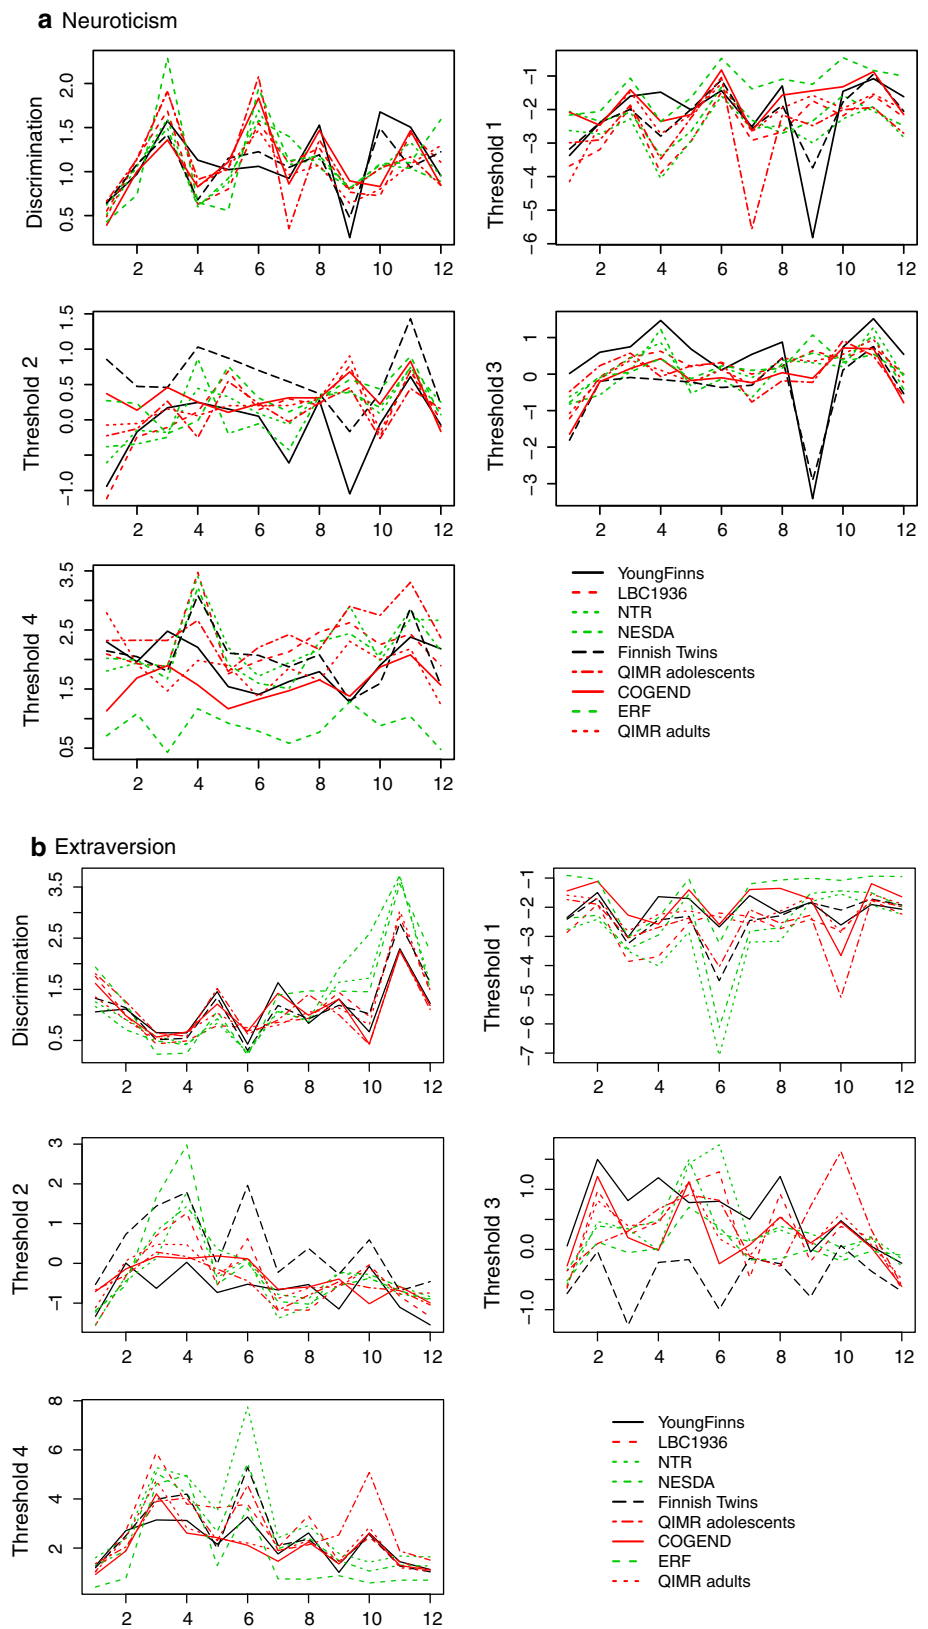 a Neuroticism
Discrimination
0.5 1.0 1.5 2.0
2 4 6 8 10 12
Threshold 1
−6 −5 −4 −3 −2 −1
2 4 6 8 10 12
Threshold 2
−1.0 0.0 0.5 1.0 1.5
2 4 6 8 10 12
Threshold 3
−3 −2 −1 0 1
2 4 6 8 10 12
Threshold 4
0.5 1.5 2.5 3.5
2 4 6 8 10 12
YoungFinns
LBC1936
NTR
NESDA
Finnish Twins
QIMR adolescents
COGEND
ERF
QIMR adults
b Extraversion
Discrimination
0.5 1.5 2.5 3.5
2 4 6 8 10 12
Threshold 1
−7 −6 −5 −4 −3 −2 −1
2 4 6 8 10 12
Threshold 2
−1 0 1 2 3
2 4 6 8 10 12
Threshold 3
−1.0 0.0 1.0
2 4 6 8 10 12
Threshold 4
2 4 6 8
2 4 6 8 10 12
YoungFinns
LBC1936
NTR
NESDA
Finnish Twins
QIMR adolescents
COGEND
ERF
QIMR adults